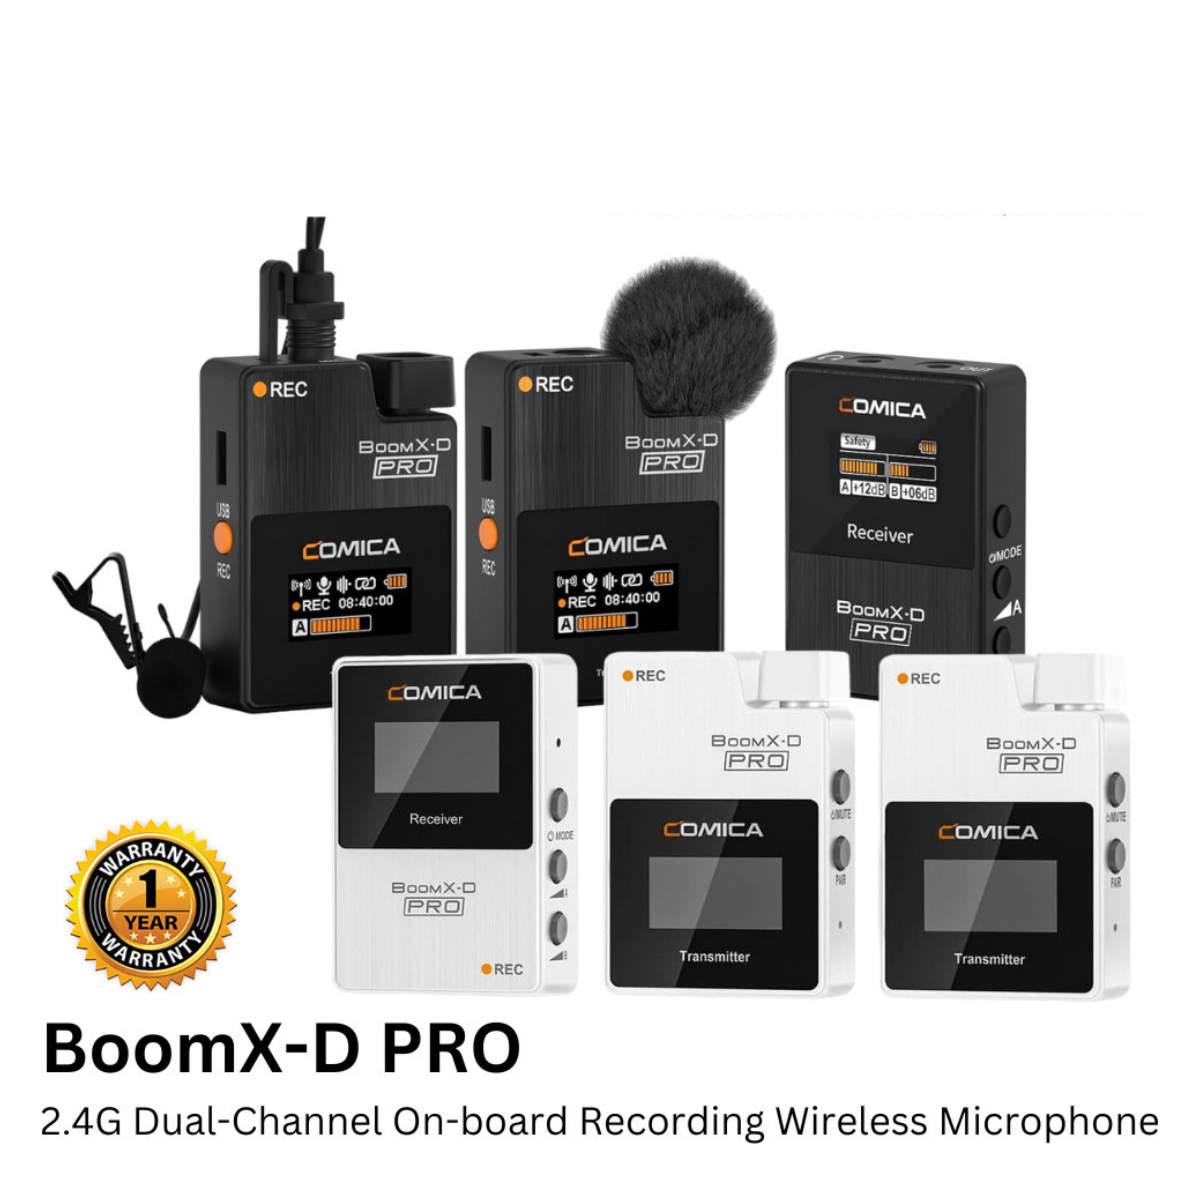 REC
BOOMX-D
PRO
USB
REC
COMICA
REC 08:40:00
A
REC
BOOMX-D
PRO
USB
REC
COMICA
REC 08:40:00
A
OUT
COMICA
Safety
A +12dB B +06dB
Receiver
MODE
A
BOOMX-D
PRO
COMICA
Receiver
MODE
A
BOOMX-D
PRO
B
REC
REC
BOOMX-D
PRO
/MUTE
COMICA
PAIR
Transmitter
REC
BOOMX-D
PRO
/MUTE
COMICA
PAIR
Transmitter
WARRANTY
1
YEAR
WARRANTY
BoomX-D PRO
2.4G Dual-Channel On-board Recording Wireless Microphone